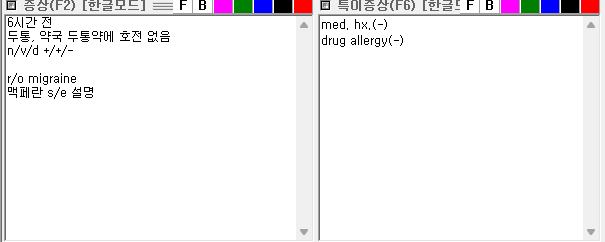 증상(F2) [한글모드]
F B
6시간 전
두통, 약국 두통약에 호전 없음
n/v/d +/+/-
r/o migraine
맥페란 s/e 설명
특이증상(F6) [한글
F B
med. hx.(-)
drug allergy(-)